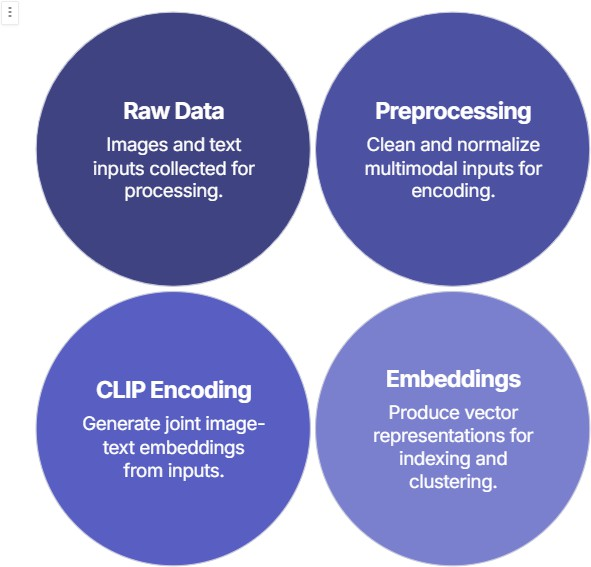 Raw Data
Images and text
inputs collected for
processing.
Preprocessing
Clean and normalize
multimodal inputs for
encoding.
CLIP Encoding
Generate joint image-
text embeddings
from inputs.
Embeddings
Produce vector
representations for
indexing and
clustering.